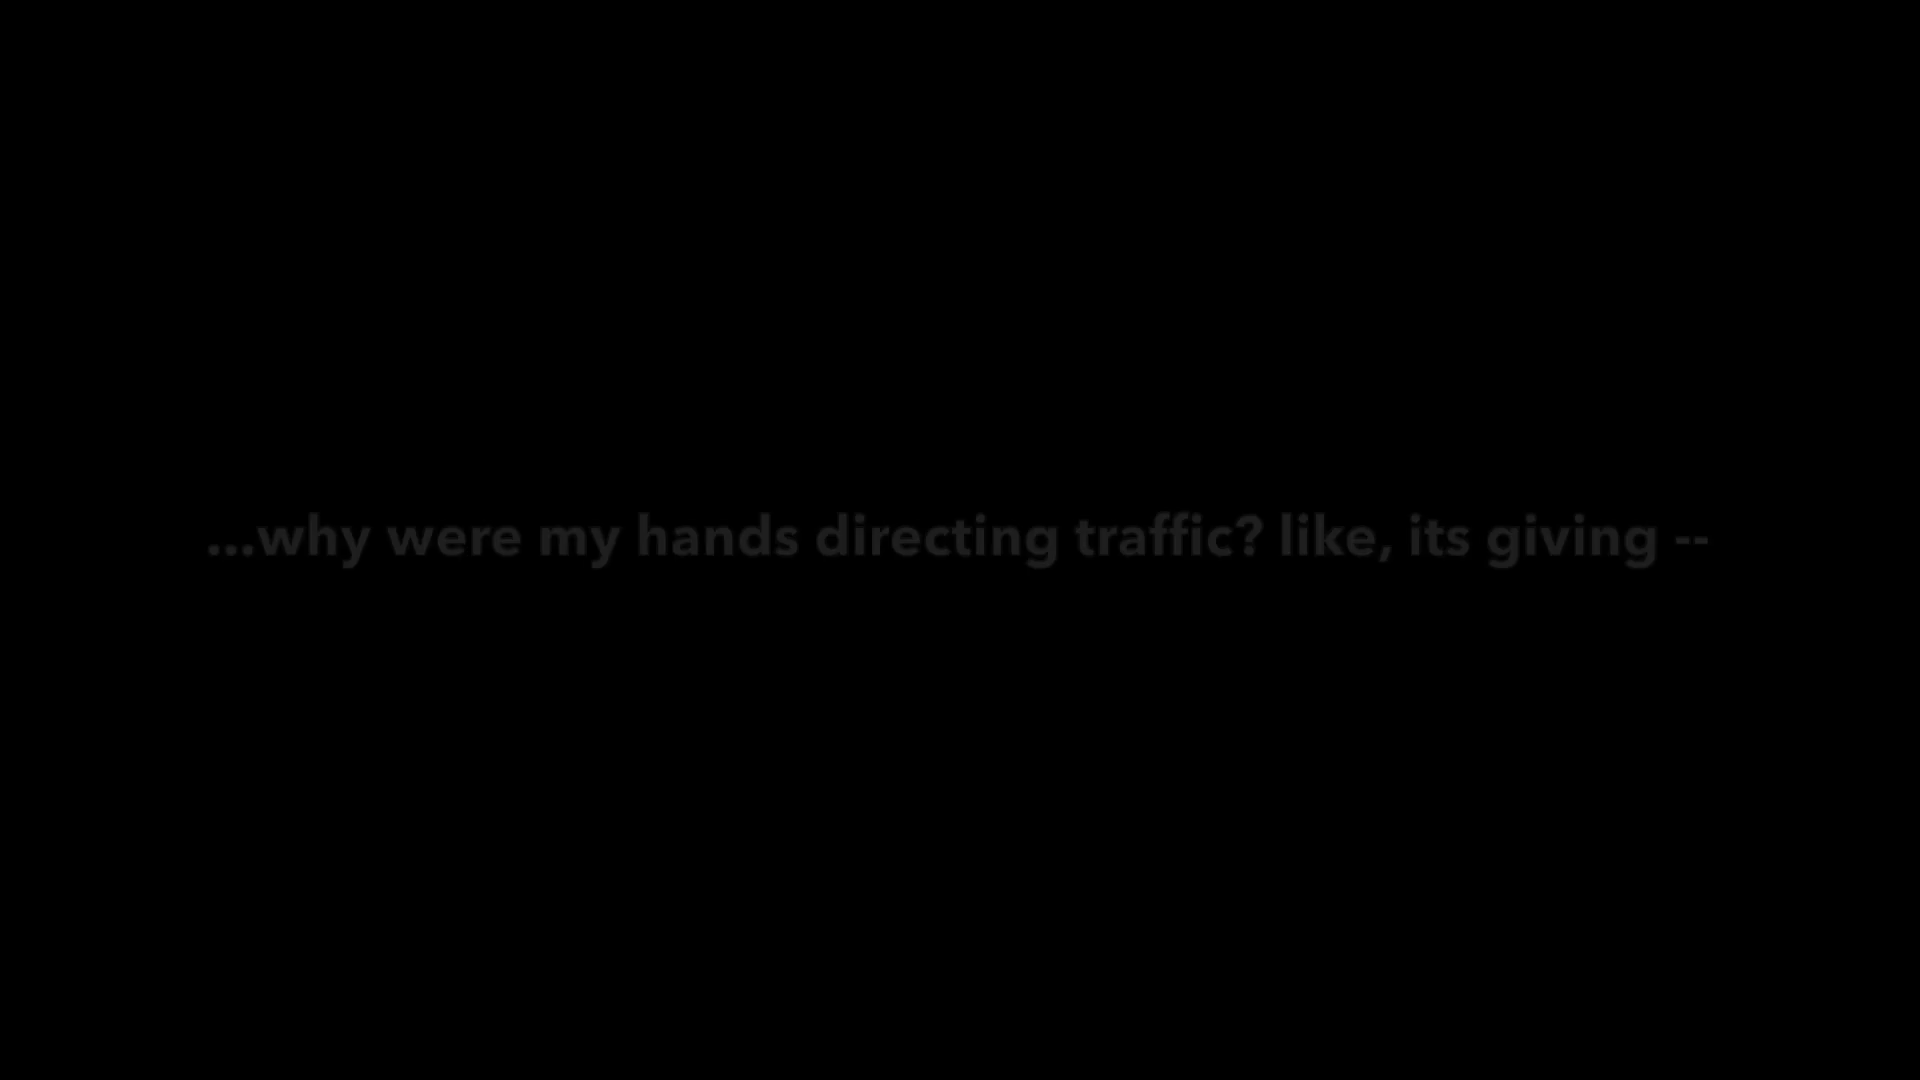 ...why were my hands directing traffic? like, its giving --